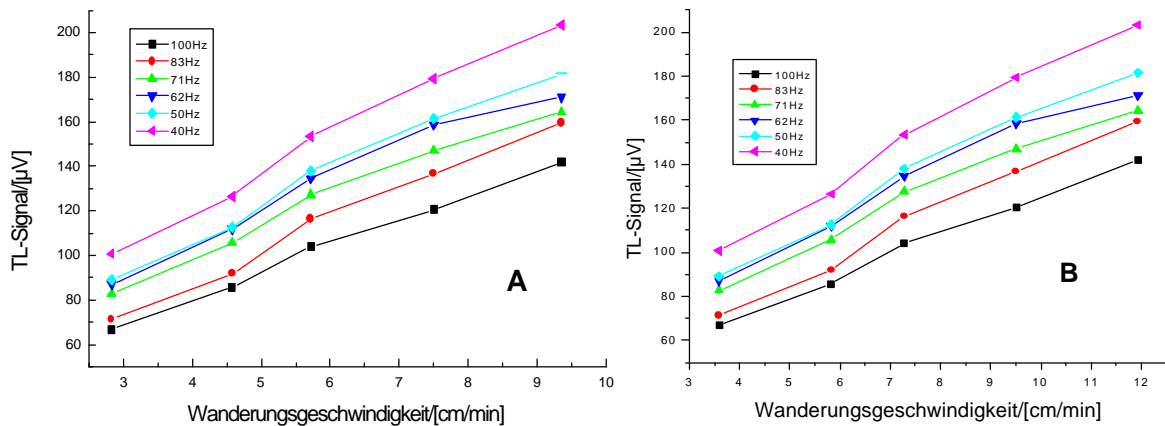 200
180
160
140
120
100
80
60
TL-Signal/[µV]
100Hz
83Hz
71Hz
62Hz
50Hz
40Hz
A
3 4 5 6 7 8 9 10
Wanderungsgeschwindigkeit/[cm/min]
200
180
160
140
120
100
80
60
TL-Signal/[µV]
100Hz
83Hz
71Hz
62Hz
50Hz
40Hz
B
3 4 5 6 7 8 9 10 11 12
Wanderungsgeschwindigkeit/[cm/min]